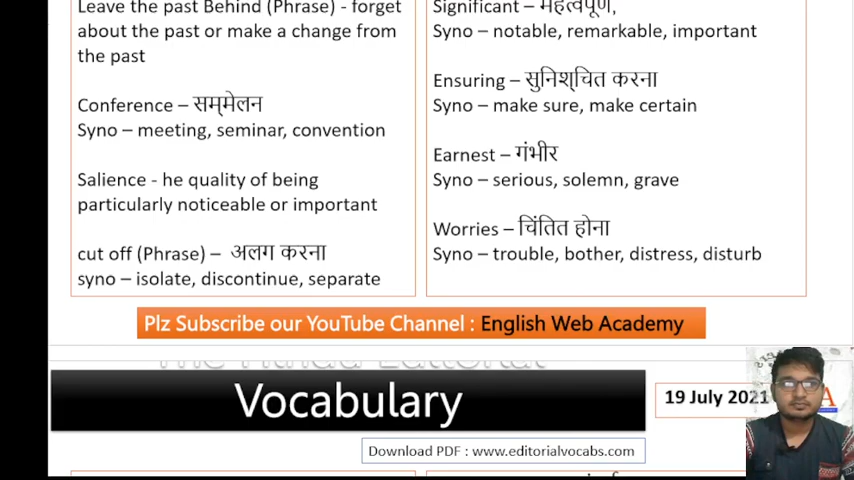 Leave the past Behind (Phrase) - forget
about the past or make a change from
the past
Conference – सम्मेलन
Syno – meeting, seminar, convention
Salience - he quality of being
particularly noticeable or important
cut off (Phrase) – अलग करना
syno – isolate, discontinue, separate
Significant – महत्वपूर्ण,
Syno – notable, remarkable, important
Ensuring – सुनिश्चित करना
Syno – make sure, make certain
Earnest – गंभीर
Syno – serious, solemn, grave
Worries – चिंतित होना
Syno – trouble, bother, distress, disturb
Plz Subscribe our YouTube Channel : English Web Academy
The Hindu Editorial
Vocabulary
19 July 2021
Download PDF : www.editorialvocabs.com